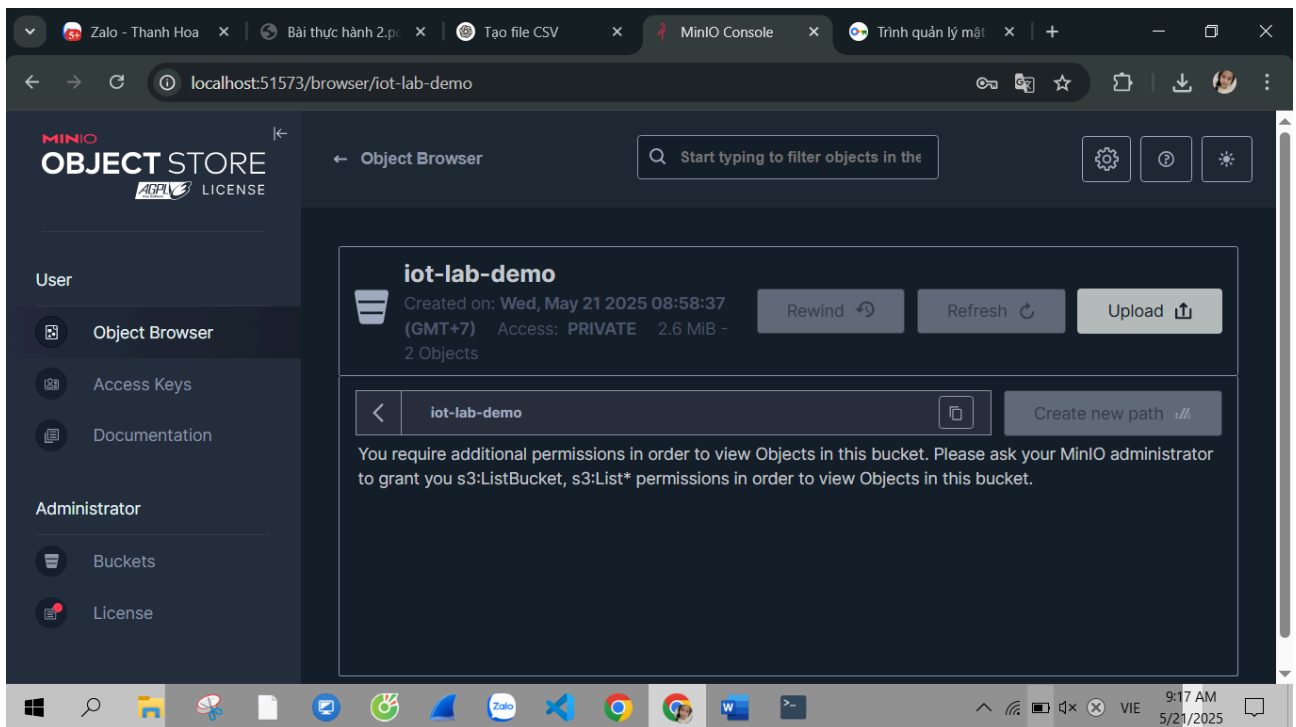 Zalo - Thanh Hoa
Bài thực hành 2.p
Tạo file CSV
MinIO Console
Trình quản lý mật
localhost:51573/browser/iot-lab-demo
MINIO
OBJECT STORE
AGPLV3 LICENSE
User
Object Browser
Access Keys
Documentation
Administrator
Buckets
License
← Object Browser
Start typing to filter objects in the
iot-lab-demo
Created on: Wed, May 21 2025 08:58:37
(GMT+7) Access: PRIVATE 2.6 MiB -
2 Objects
Rewind
Refresh
Upload
iot-lab-demo
Create new path
You require additional permissions in order to view Objects in this bucket. Please ask your MinIO administrator
to grant you s3:ListBucket, s3:List* permissions in order to view Objects in this bucket.
Zalo
VIE
9:17 AM
5/21/2025